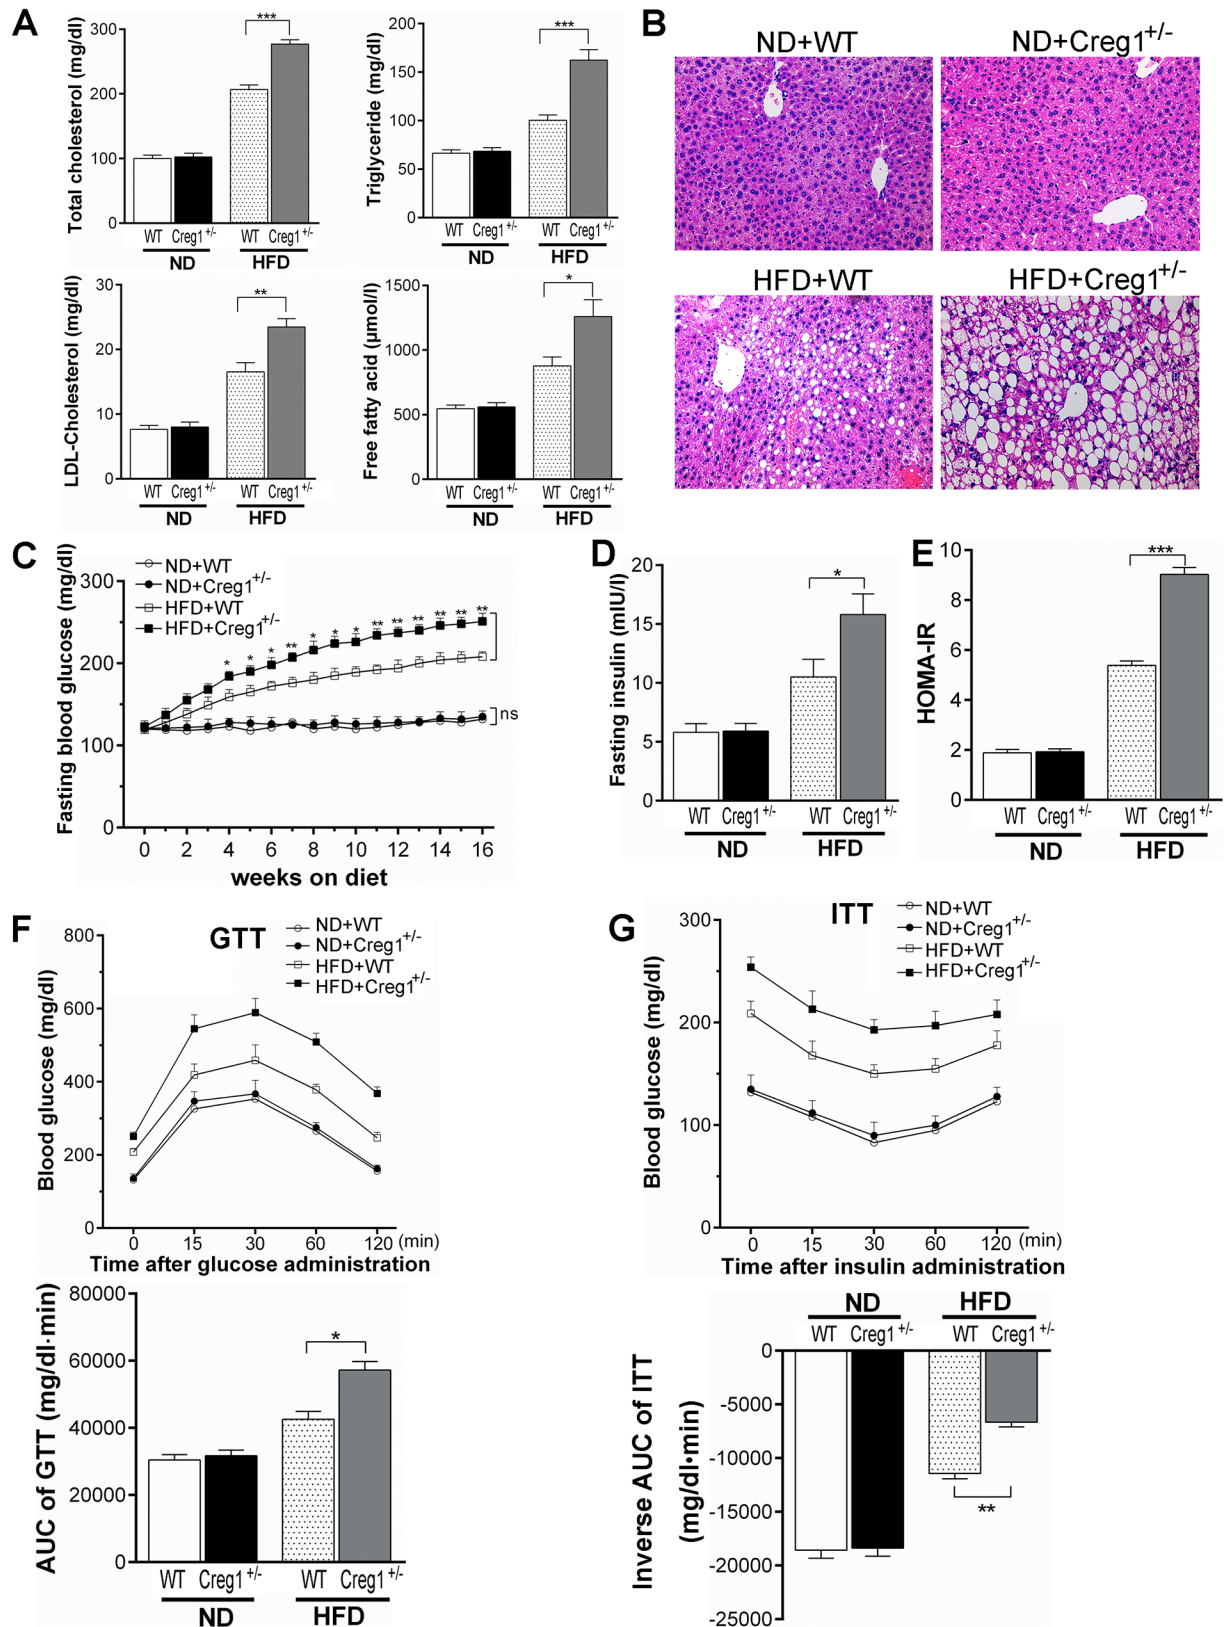 A
Total cholesterol (mg/dl)
300
200
100
0
***
WT Creg1+/- WT Creg1+/-
ND HFD
Triglyceride (mg/dl)
200
150
100
50
0
***
WT Creg1+/- WT Creg1+/-
ND HFD
LDL-Cholesterol (mg/dl)
30
20
10
0
**
WT Creg1+/- WT Creg1+/-
ND HFD
Free fatty acid (μmol/l)
1500
1000
500
0
*
WT Creg1+/- WT Creg1+/-
ND HFD
B
ND+WT ND+Creg1+/-
HFD+WT HFD+Creg1+/-
C
Fasting blood glucose (mg/dl)
300
200
100
0
ND+WT
ND+Creg1+/-
HFD+WT
HFD+Creg1+/-
* * * ** * * * ** ** ** ** ** **
ns
0 2 4 6 8 10 12 14 16
weeks on diet
D
Fasting insulin (mIU/l)
20
15
10
5
0
*
WT Creg1+/- WT Creg1+/-
ND HFD
E
HOMA-IR
10
8
6
4
2
0
***
WT Creg1+/- WT Creg1+/-
ND HFD
F
GTT
ND+WT
ND+Creg1+/-
HFD+WT
HFD+Creg1+/-
Blood glucose (mg/dl)
800
600
400
200
0
0 15 30 60 120 (min)
Time after glucose administration
AUC of GTT (mg/dl·min)
80000
60000
40000
20000
0
*
WT Creg1+/- WT Creg1+/-
ND HFD
G
ITT
ND+WT
ND+Creg1+/-
HFD+WT
HFD+Creg1+/-
Blood glucose (mg/dl)
300
200
100
0
0 15 30 60 120 (min)
Time after insulin administration
ND HFD
WT Creg1+/- WT Creg1+/-
Inverse AUC of ITT
(mg/dl•min)
0
-5000
-10000
-15000
-20000
-25000
**